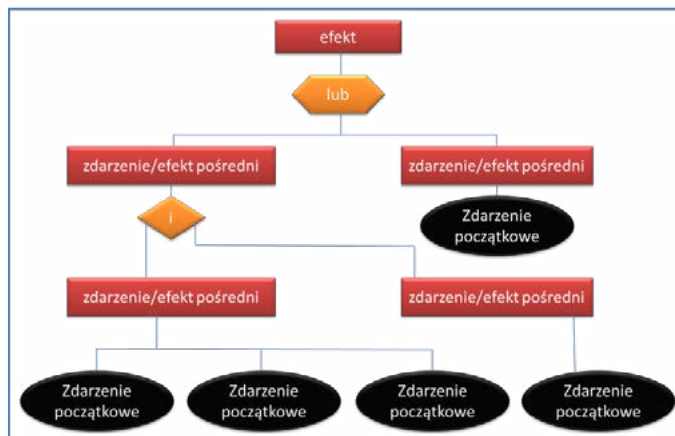 efekt
lub
zdarzenie/efekt pośredni
zdarzenie/efekt pośredni
i
Zdarzenie
początkowe
zdarzenie/efekt pośredni
zdarzenie/efekt pośredni
Zdarzenie
początkowe
Zdarzenie
początkowe
Zdarzenie
początkowe
Zdarzenie
początkowe